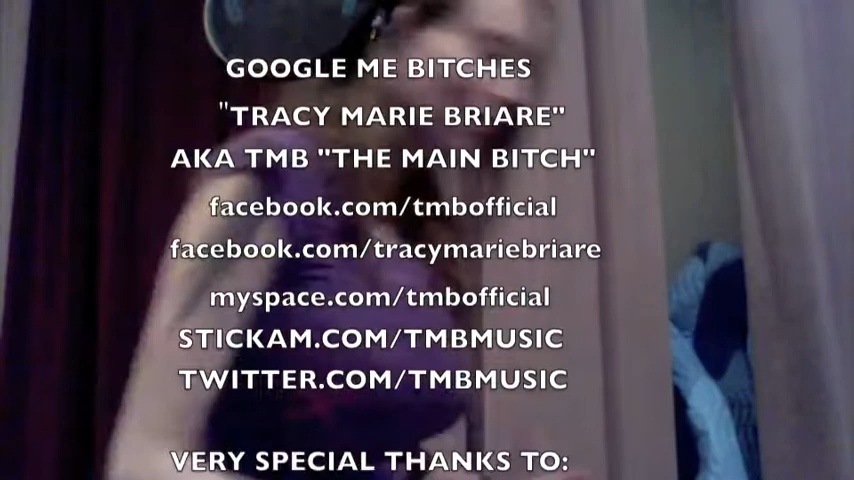 GOOGLE ME BITCHES
"TRACY MARIE BRIARE"
AKA TMB "THE MAIN BITCH"
facebook.com/tmbofficial
facebook.com/tracymariebriare
myspace.com/tmbofficial
STICKAM.COM/TMBMUSIC
TWITTER.COM/TMBMUSIC
VERY SPECIAL THANKS TO: